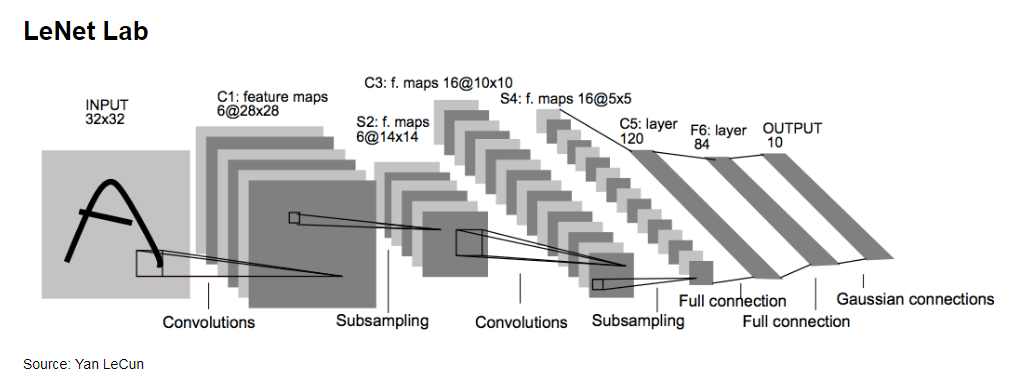 LeNet Lab
INPUT
32x32
C1: feature maps
6@28x28
S2: f. maps
6@14x14
C3: f. maps 16@10x10
S4: f. maps 16@5x5
C5: layer
120
F6: layer
84
OUTPUT
10
Convolutions
Subsampling
Convolutions
Subsampling
Full connection
Full connection
Gaussian connections
Source: Yan LeCun